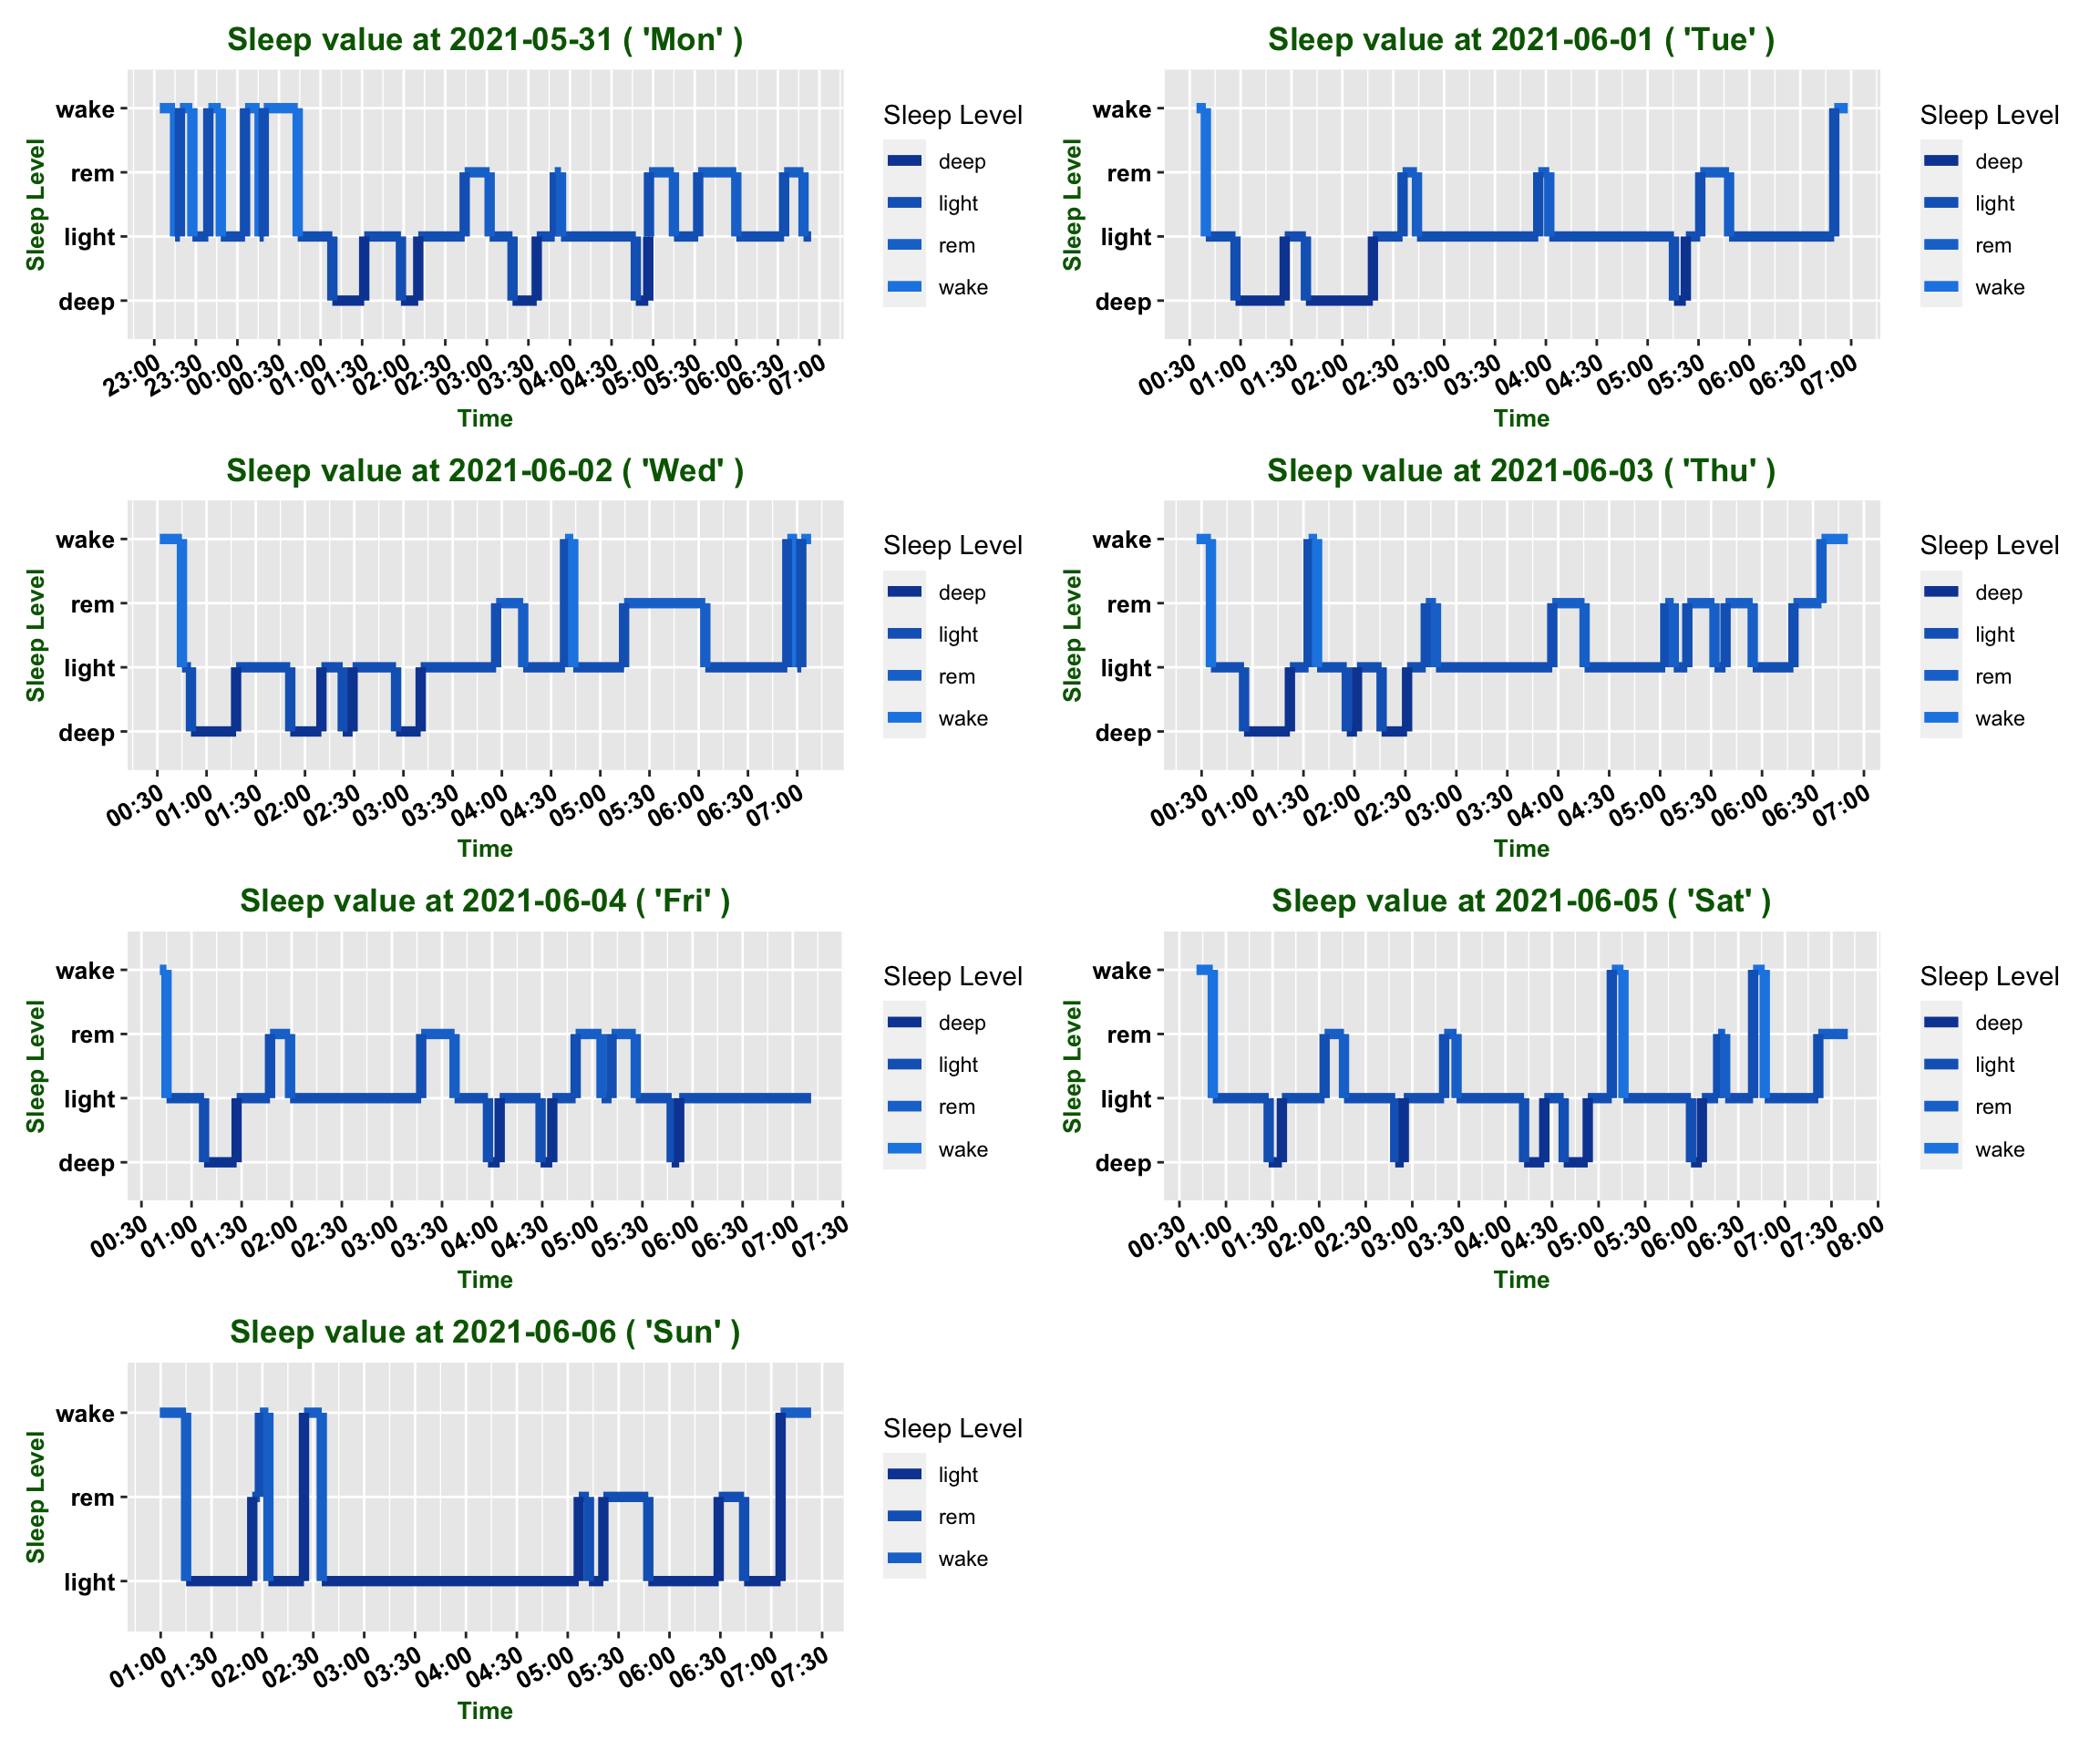 Sleep value at 2021-05-31 ( 'Mon' )
Sleep Level
wake
rem
light
deep
23:00 23:30 00:00 00:30 01:00 01:30 02:00 02:30 03:00 03:30 04:00 04:30 05:00 05:30 06:00 06:30 07:00
Time
Sleep Level
deep
light
rem
wake
Sleep value at 2021-06-01 ( 'Tue' )
Sleep Level
wake
rem
light
deep
00:30 01:00 01:30 02:00 02:30 03:00 03:30 04:00 04:30 05:00 05:30 06:00 06:30 07:00
Time
Sleep Level
deep
light
rem
wake
Sleep value at 2021-06-02 ( 'Wed' )
Sleep Level
wake
rem
light
deep
00:30 01:00 01:30 02:00 02:30 03:00 03:30 04:00 04:30 05:00 05:30 06:00 06:30 07:00
Time
Sleep Level
deep
light
rem
wake
Sleep value at 2021-06-03 ( 'Thu' )
Sleep Level
wake
rem
light
deep
00:30 01:00 01:30 02:00 02:30 03:00 03:30 04:00 04:30 05:00 05:30 06:00 06:30 07:00
Time
Sleep Level
deep
light
rem
wake
Sleep value at 2021-06-04 ( 'Fri' )
Sleep Level
wake
rem
light
deep
00:30 01:00 01:30 02:00 02:30 03:00 03:30 04:00 04:30 05:00 05:30 06:00 06:30 07:00 07:30
Time
Sleep Level
deep
light
rem
wake
Sleep value at 2021-06-05 ( 'Sat' )
Sleep Level
wake
rem
light
deep
00:30 01:00 01:30 02:00 02:30 03:00 03:30 04:00 04:30 05:00 05:30 06:00 06:30 07:00 07:30 08:00
Time
Sleep Level
deep
light
rem
wake
Sleep value at 2021-06-06 ( 'Sun' )
Sleep Level
wake
rem
light
01:00 01:30 02:00 02:30 03:00 03:30 04:00 04:30 05:00 05:30 06:00 06:30 07:00 07:30
Time
Sleep Level
light
rem
wake